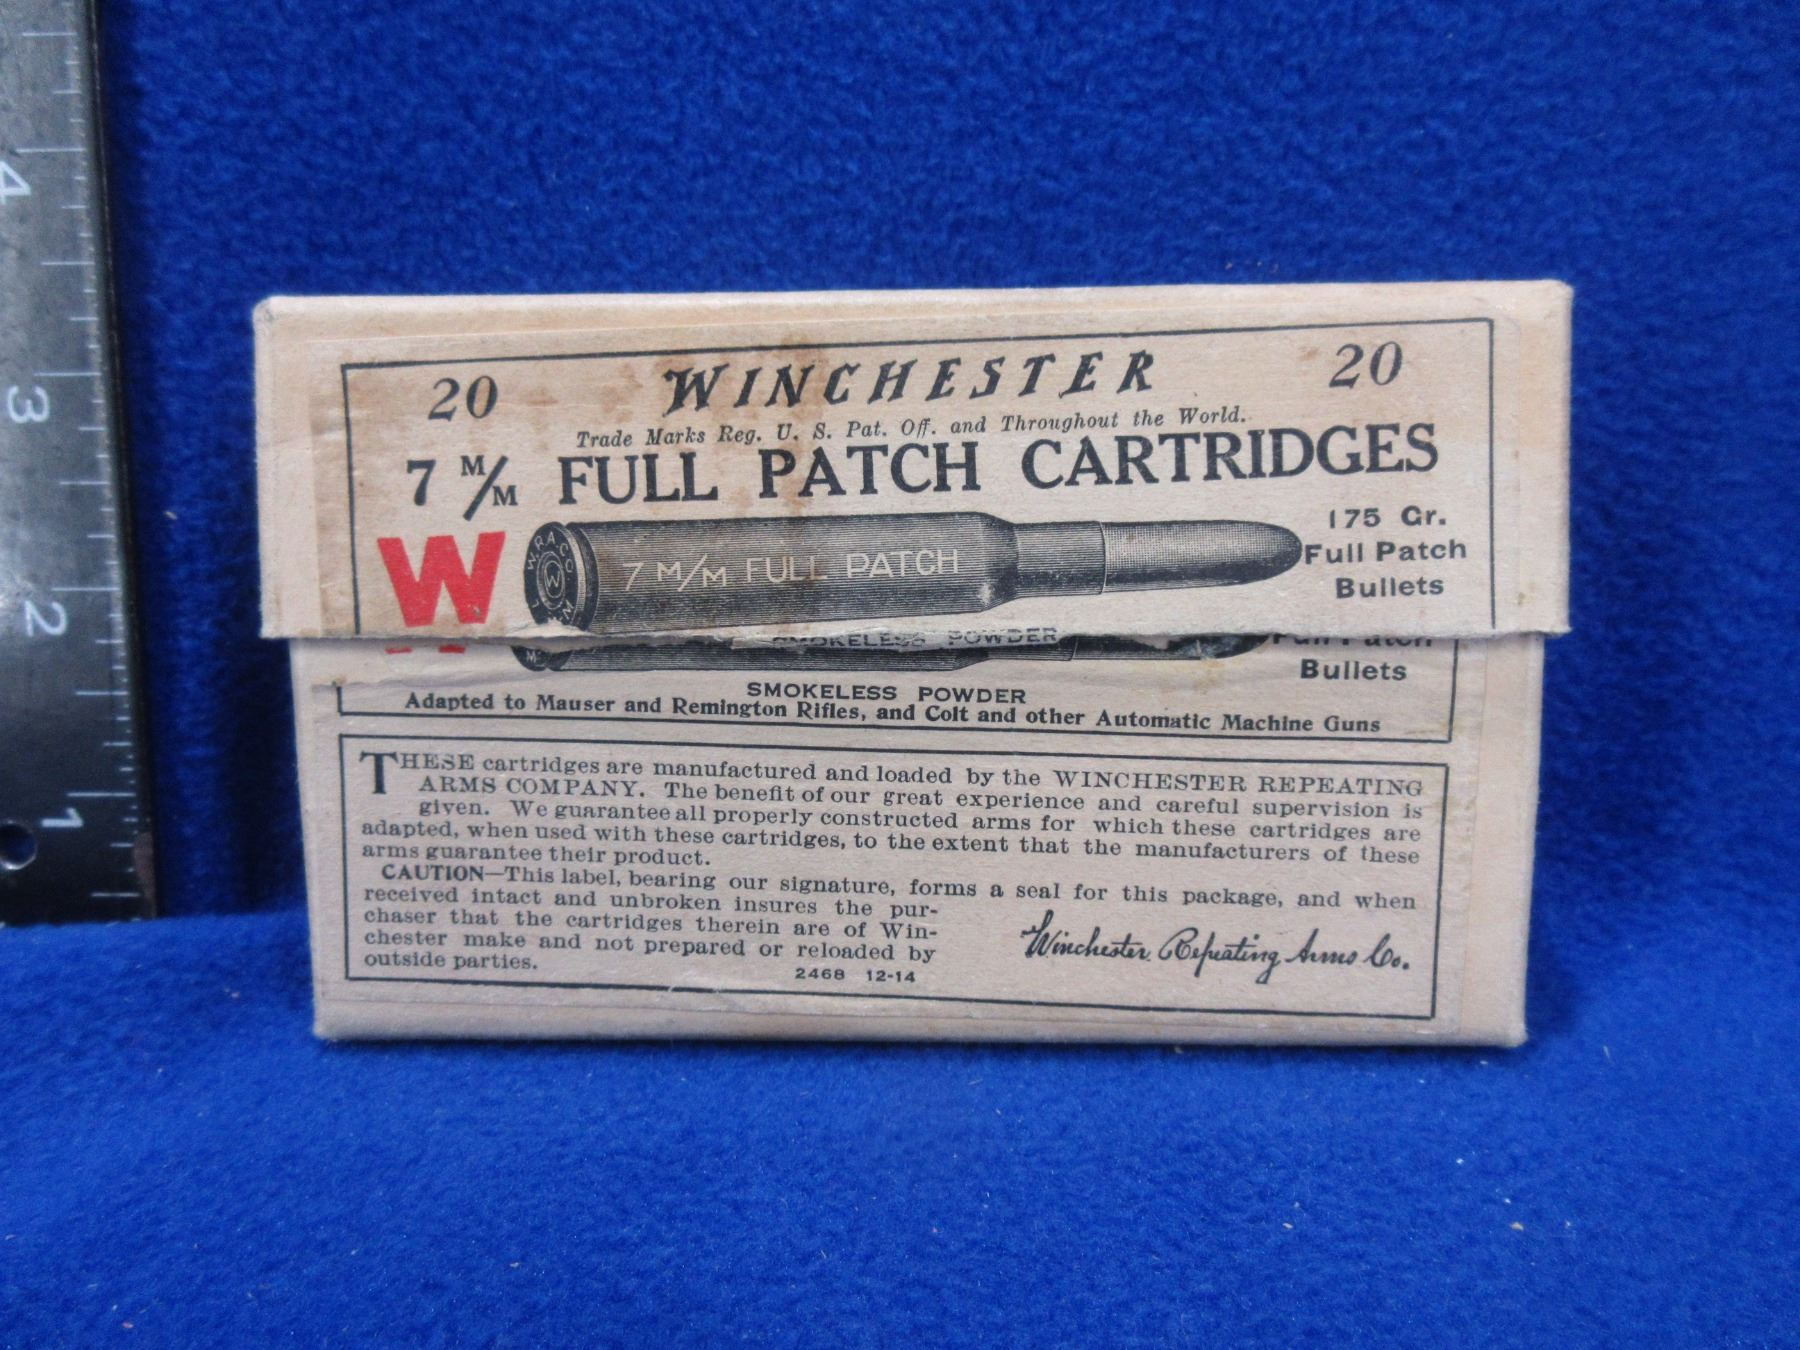 20 WINCHESTER 20
Trade Marks Reg. U. S. Pat. Off. and Throughout the World.
7 M/M FULL PATCH CARTRIDGES
W
W.R.A.CO.
W
7 M/M FULL PATCH
175 Gr.
Full Patch
Bullets
SMOKELESS POWDER
Full Patch
Bullets
SMOKELESS POWDER
Adapted to Mauser and Remington Rifles, and Colt and other Automatic Machine Guns
THESE cartridges are manufactured and loaded by the WINCHESTER REPEATING
ARMS COMPANY. The benefit of our great experience and careful supervision is
given. We guarantee all properly constructed arms for which these cartridges are
adapted, when used with these cartridges, to the extent that the manufacturers of these
arms guarantee their product.
CAUTION—This label, bearing our signature, forms a seal for this package, and when
received intact and unbroken insures the pur-
chaser that the cartridges therein are of Win-
chester make and not prepared or reloaded by
outside parties.
2468 12-14
Winchester Repeating Arms Co.
4
3
2
1